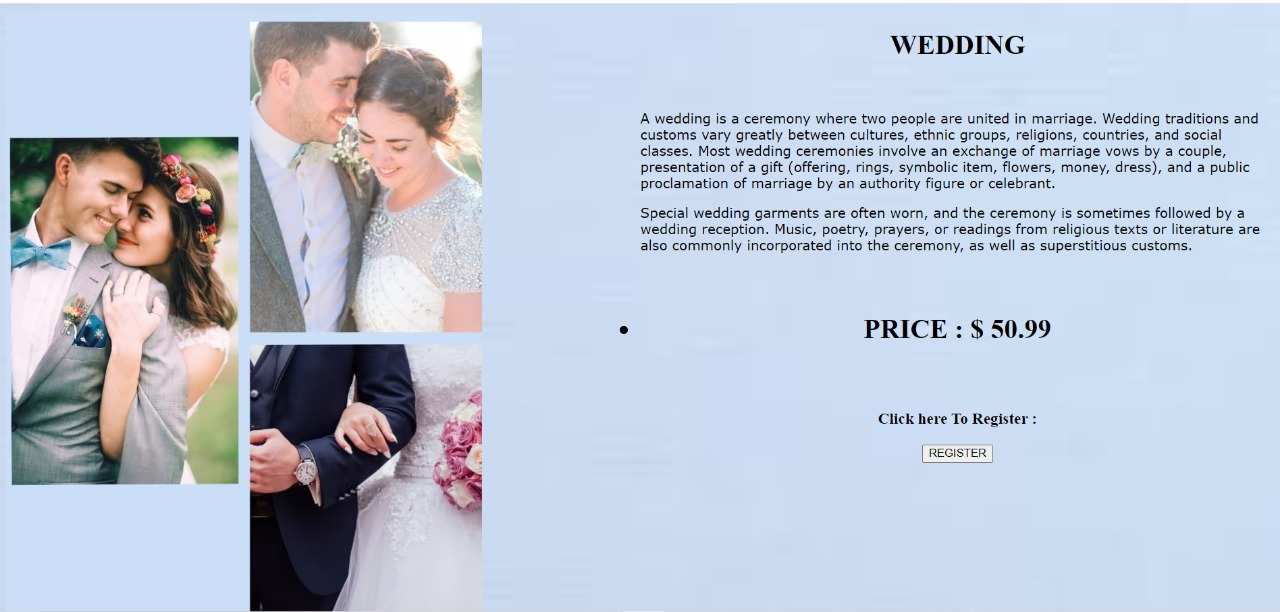 WEDDING
A wedding is a ceremony where two people are united in marriage. Wedding traditions and
customs vary greatly between cultures, ethnic groups, religions, countries, and social
classes. Most wedding ceremonies involve an exchange of marriage vows by a couple,
presentation of a gift (offering, rings, symbolic item, flowers, money, dress), and a public
proclamation of marriage by an authority figure or celebrant.
Special wedding garments are often worn, and the ceremony is sometimes followed by a
wedding reception. Music, poetry, prayers, or readings from religious texts or literature are
also commonly incorporated into the ceremony, as well as superstitious customs.
• PRICE : $ 50.99
Click here To Register :
REGISTER